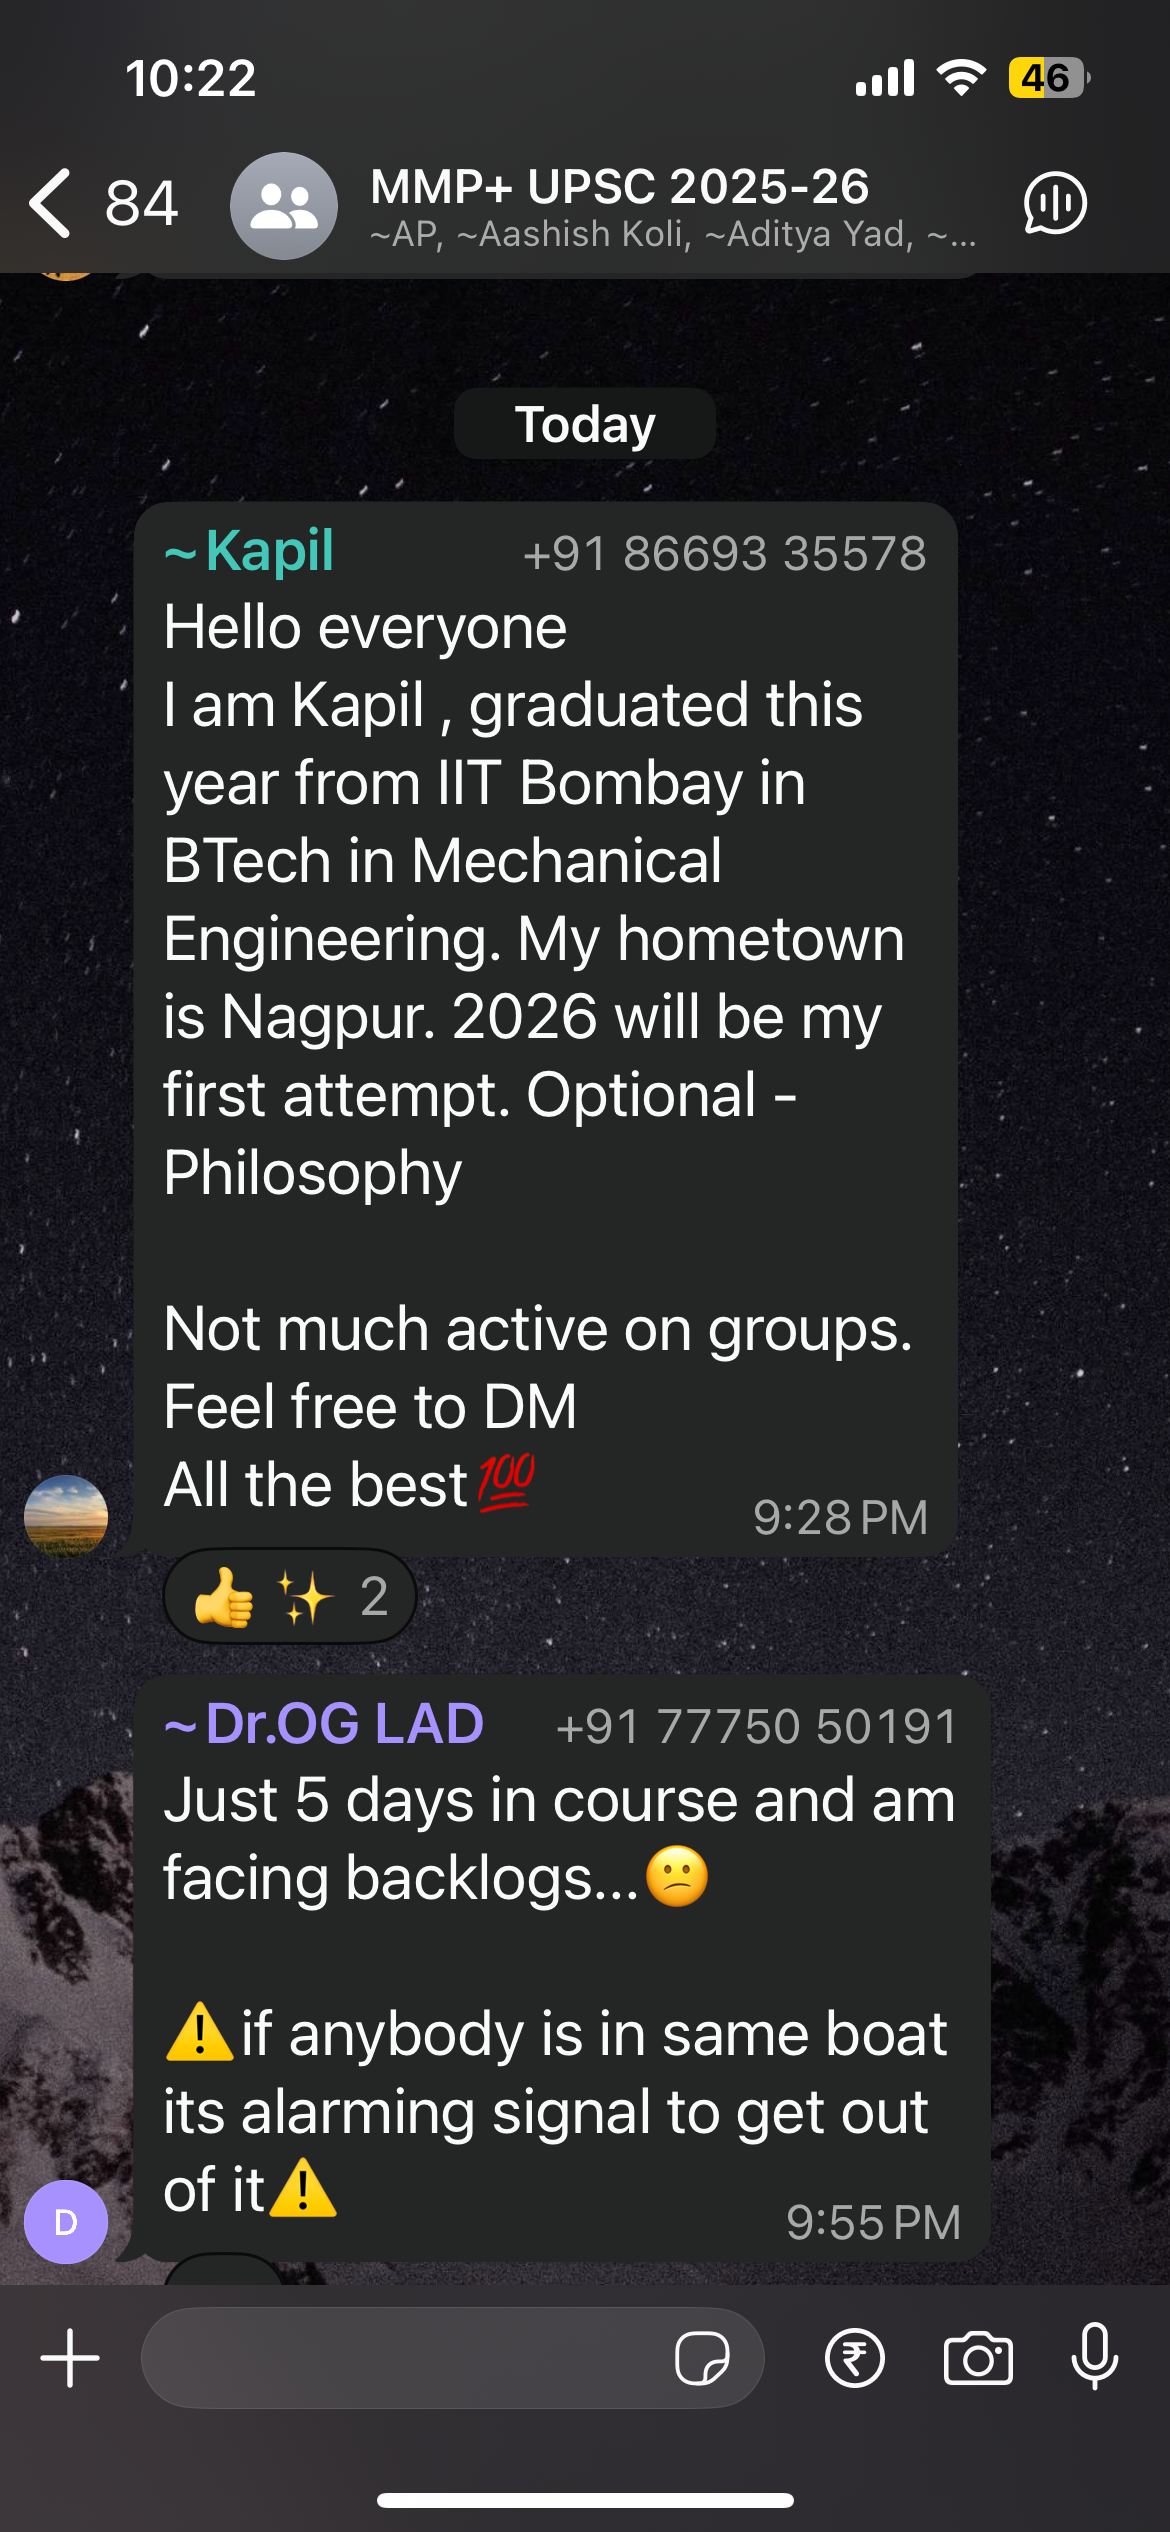 10:22
46
84
MMP+ UPSC 2025-26
~AP, ~Aashish Koli, ~Aditya Yad, ~...
Today
~Kapil +91 86693 35578
Hello everyone
I am Kapil , graduated this
year from IIT Bombay in
BTech in Mechanical
Engineering. My hometown
is Nagpur. 2026 will be my
first attempt. Optional -
Philosophy
Not much active on groups.
Feel free to DM
All the best💯
9:28 PM
👍 ✨ 2
~Dr.OG LAD +91 77750 50191
Just 5 days in course and am
facing backlogs...😕
⚠️if anybody is in same boat
its alarming signal to get out
of it⚠️
D
9:55 PM